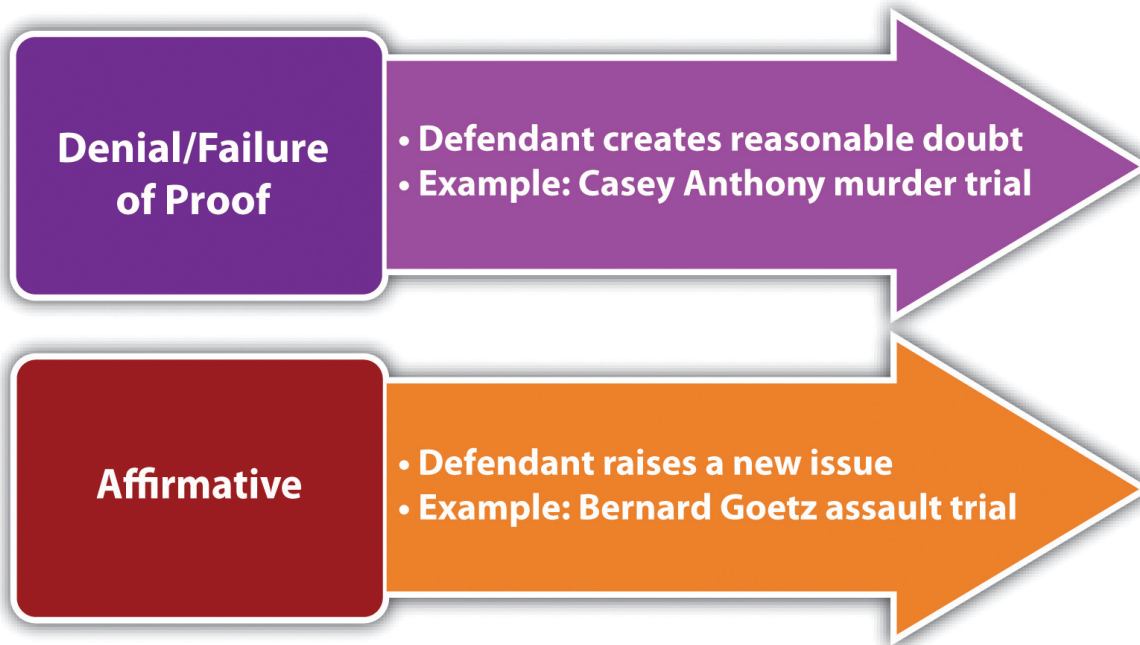 Denial/Failure
of Proof
• Defendant creates reasonable doubt
• Example: Casey Anthony murder trial
Affirmative
• Defendant raises a new issue
• Example: Bernard Goetz assault trial